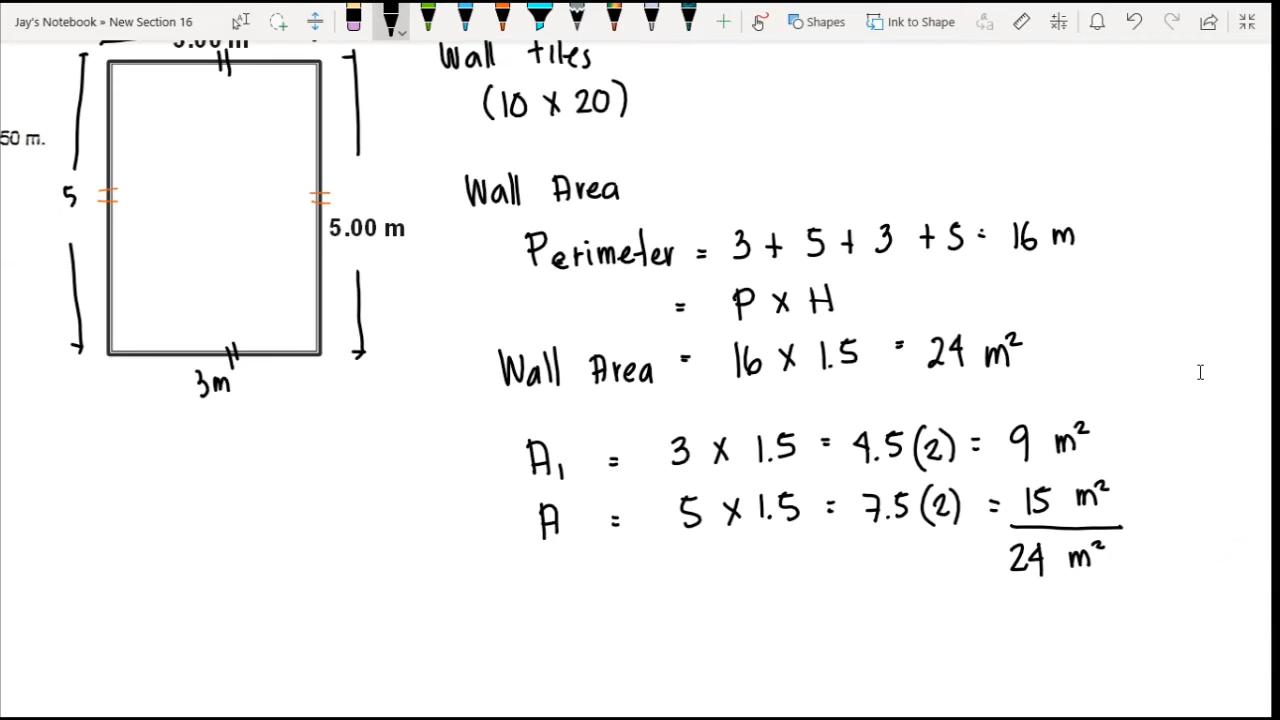 Jay's Notebook » New Section 16
Shapes
Ink to Shape
3.00 m
Wall tiles
(10 x 20)
50 m.
5
5.00 m
3m
Wall Area
Perimeter = 3 + 5 + 3 + 5 = 16 m
= P x H
Wall Area = 16 x 1.5 = 24 m²
A₁ = 3 x 1.5 = 4.5 (2) = 9 m²
A = 5 x 1.5 = 7.5 (2) = 15 m²
24 m²